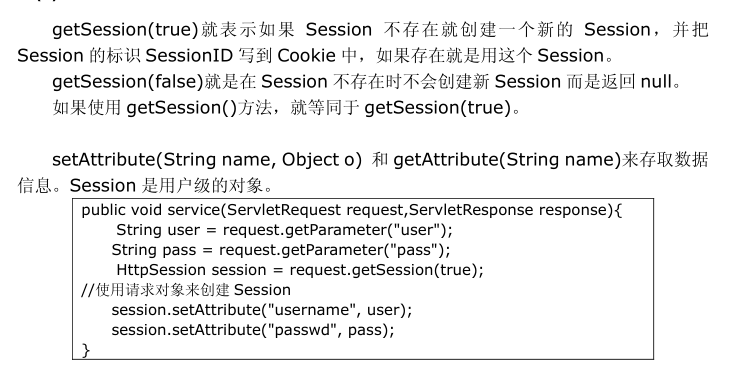 getSession(true)就表示如果 Session 不存在就创建一个新的 Session，并把
Session 的标识 SessionID 写到 Cookie 中，如果存在就是用这个 Session。
getSession(false)就是在 Session 不存在时不会创建新 Session 而是返回 null。
如果使用 getSession()方法，就等同于 getSession(true)。
setAttribute(String name, Object o) 和 getAttribute(String name)来存取数据
信息。Session 是用户级的对象。
public void service(ServletRequest request,ServletResponse response){
String user = request.getParameter("user");
String pass = request.getParameter("pass");
HttpSession session = request.getSession(true);
//使用请求对象来创建 Session
session.setAttribute("username", user);
session.setAttribute("passwd", pass);
}